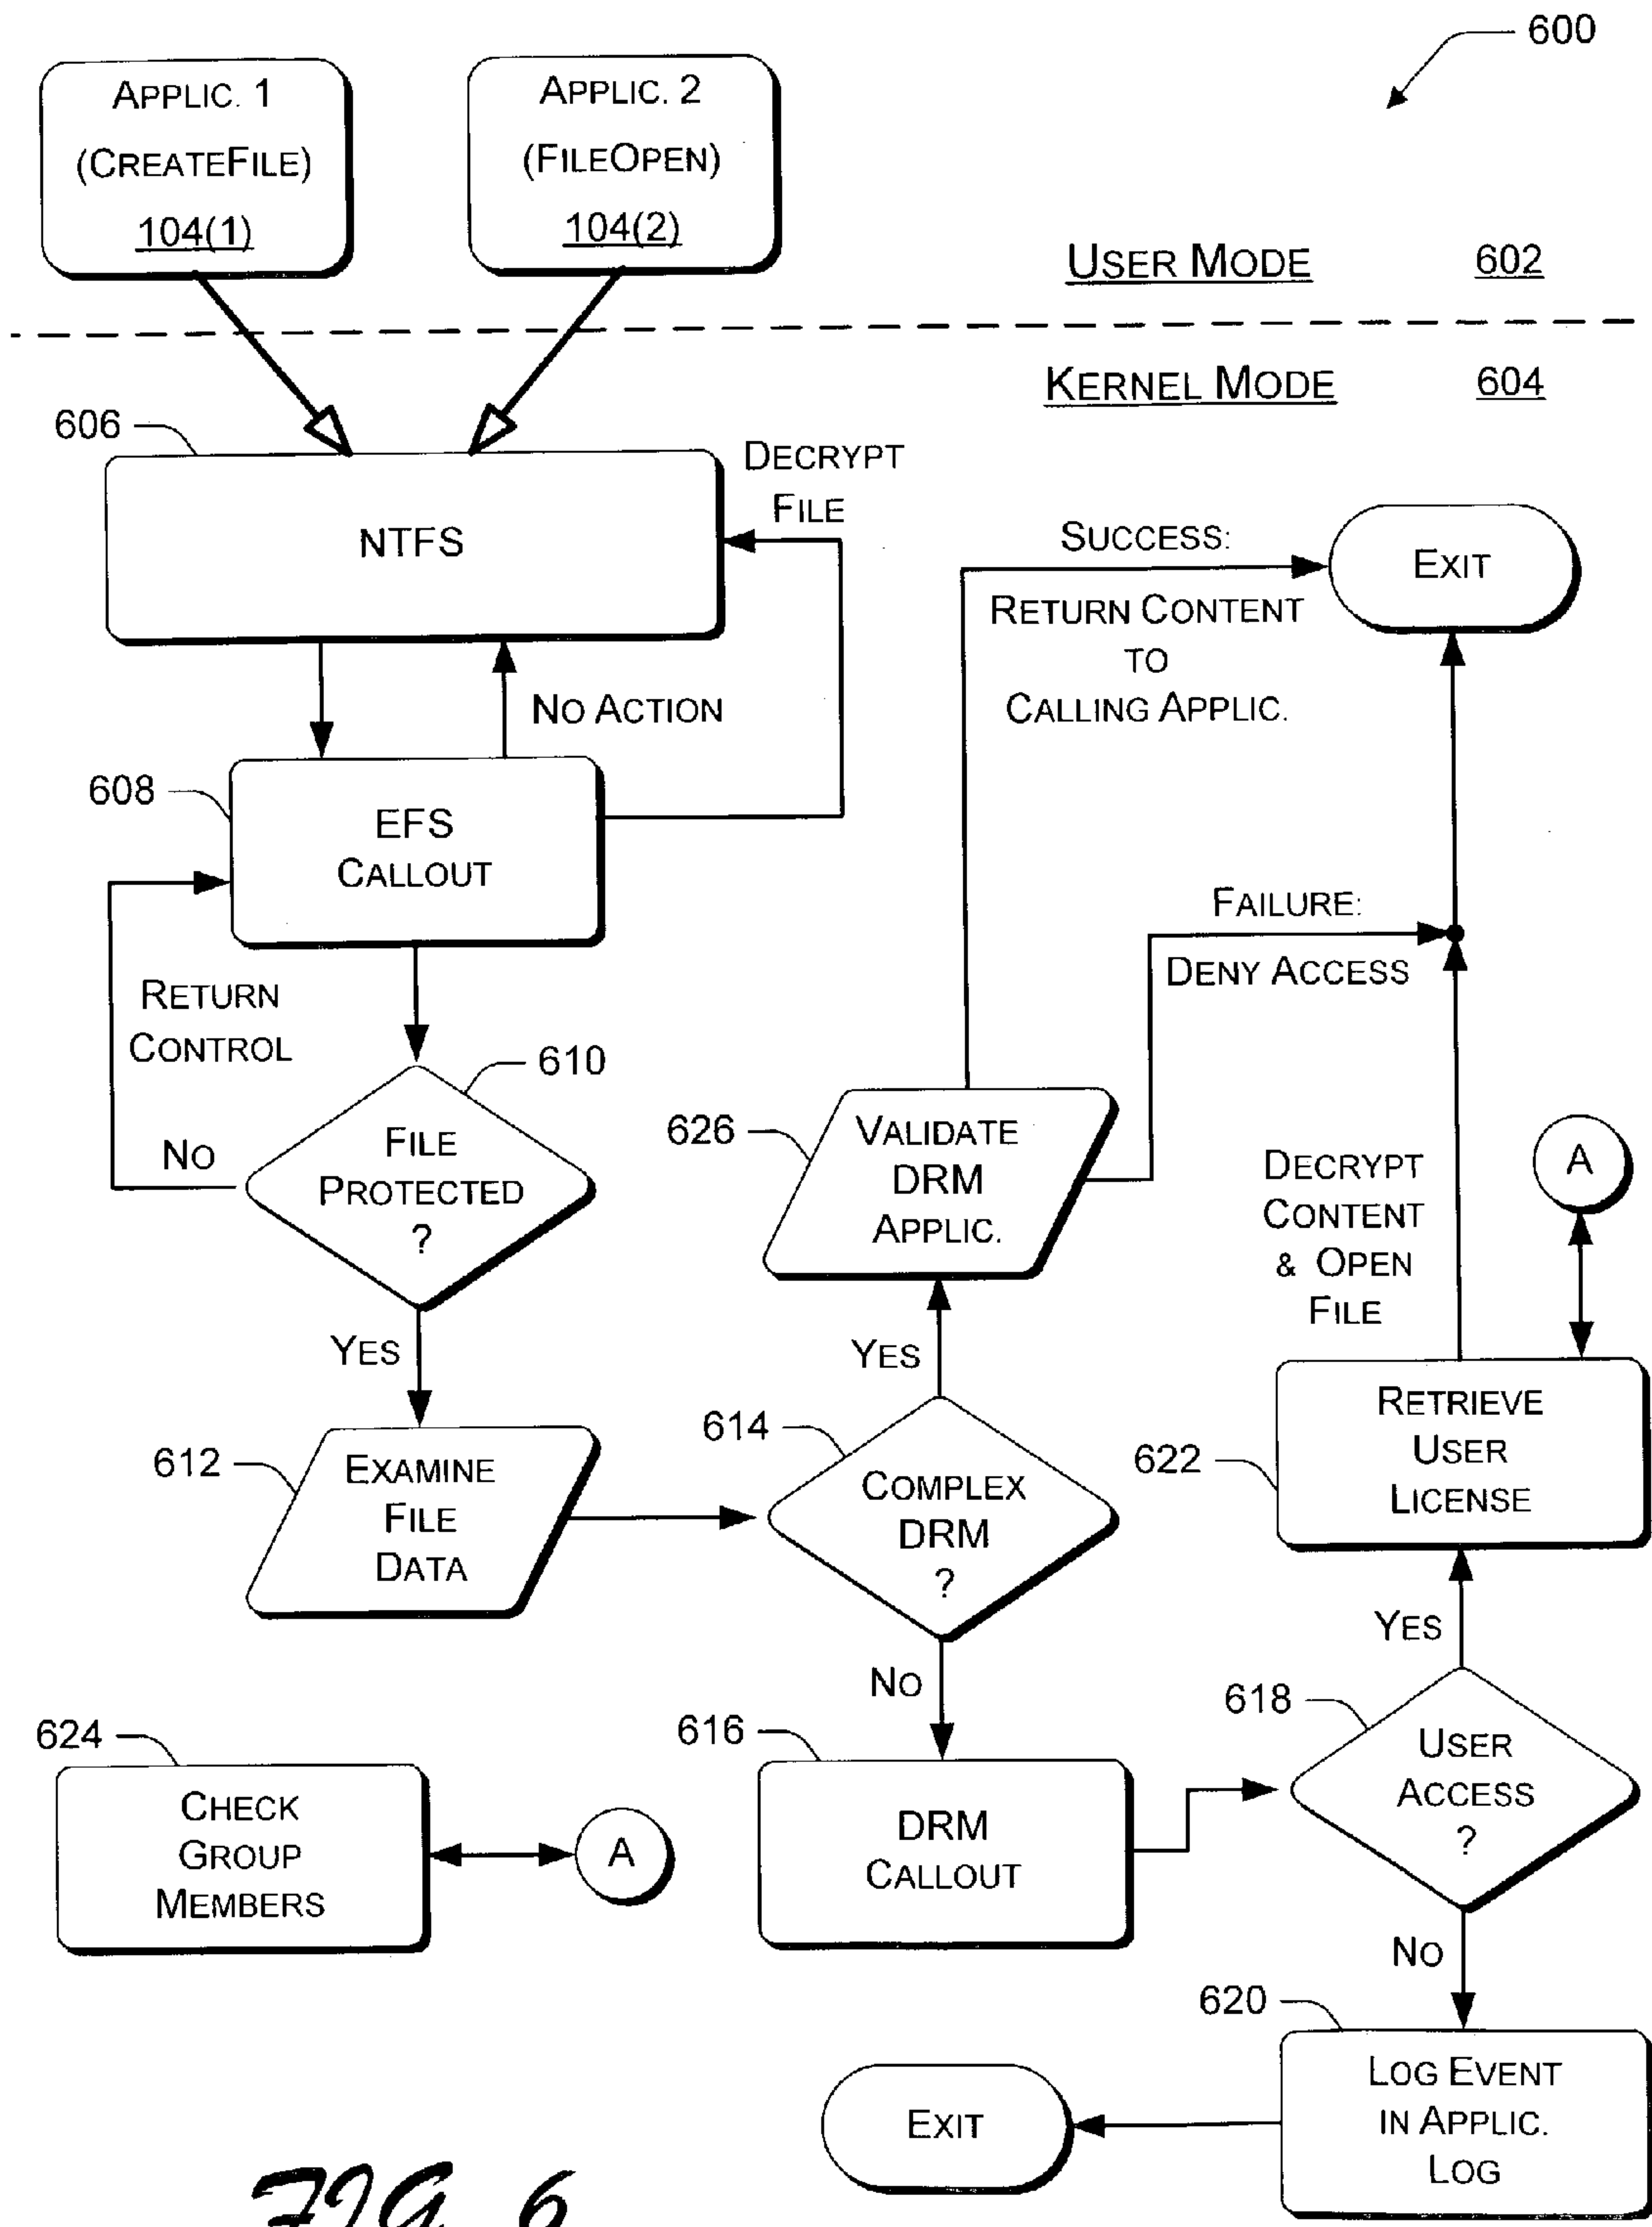 600
APPLIC. 1
(CREATEFILE)
104(1)
APPLIC. 2
(FILEOPEN)
104(2)
USER MODE 602
KERNEL MODE 604
606
NTFS
DECRYPT
FILE
NO ACTION
608
EFS
CALLOUT
RETURN
CONTROL
610
FILE
PROTECTED
?
NO
YES
612
EXAMINE
FILE
DATA
614
COMPLEX
DRM
?
YES
NO
626
VALIDATE
DRM
APPLIC.
SUCCESS:
RETURN CONTENT
TO
CALLING APPLIC.
EXIT
FAILURE:
DENY ACCESS
DECRYPT
CONTENT
& OPEN
FILE
A
622
RETRIEVE
USER
LICENSE
YES
618
USER
ACCESS
?
NO
616
DRM
CALLOUT
624
CHECK
GROUP
MEMBERS
A
620
LOG EVENT
IN APPLIC.
LOG
EXIT
FIG. 6